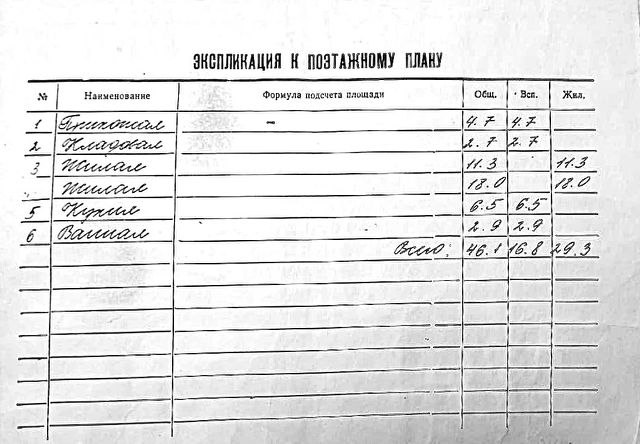 ЭКСПЛИКАЦИЯ К ПОЭТАЖНОМУ ПЛАНУ
№ Наименование Формула подсчета площади Общ. Всп. Жил.
1 Прихожая – 4.7 4.7
2 Кладовая 2.7 2.7
3 Жилая 11.3 11.3
Жилая 18.0 18.0
5 Кухня 6.5 6.5
6 Ванная 2.9 2.9
Всего: 46.1 16.8 29.3